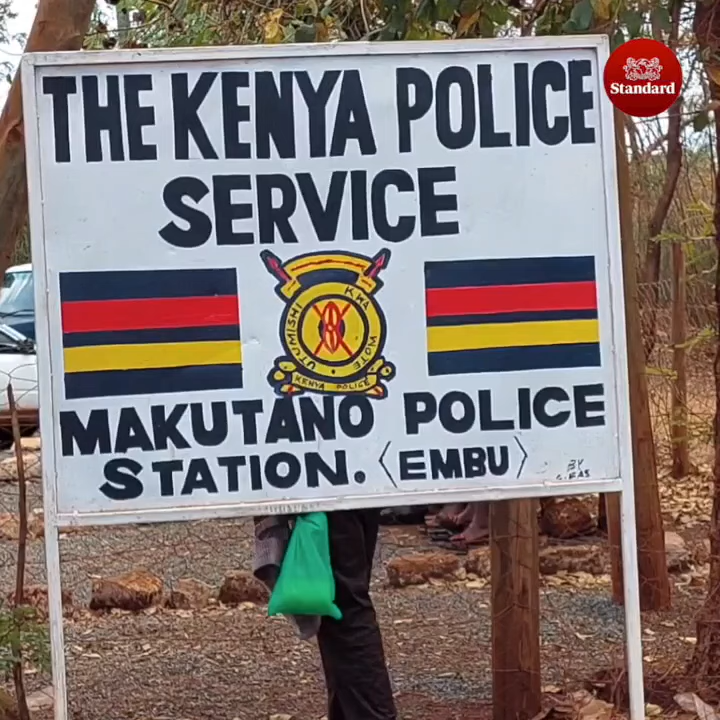 Standard
THE KENYA POLICE
SERVICE
UTUMISHI KWA WOTE
KENYA POLICE
MAKUTANO POLICE
STATION. (EMBU)
BY